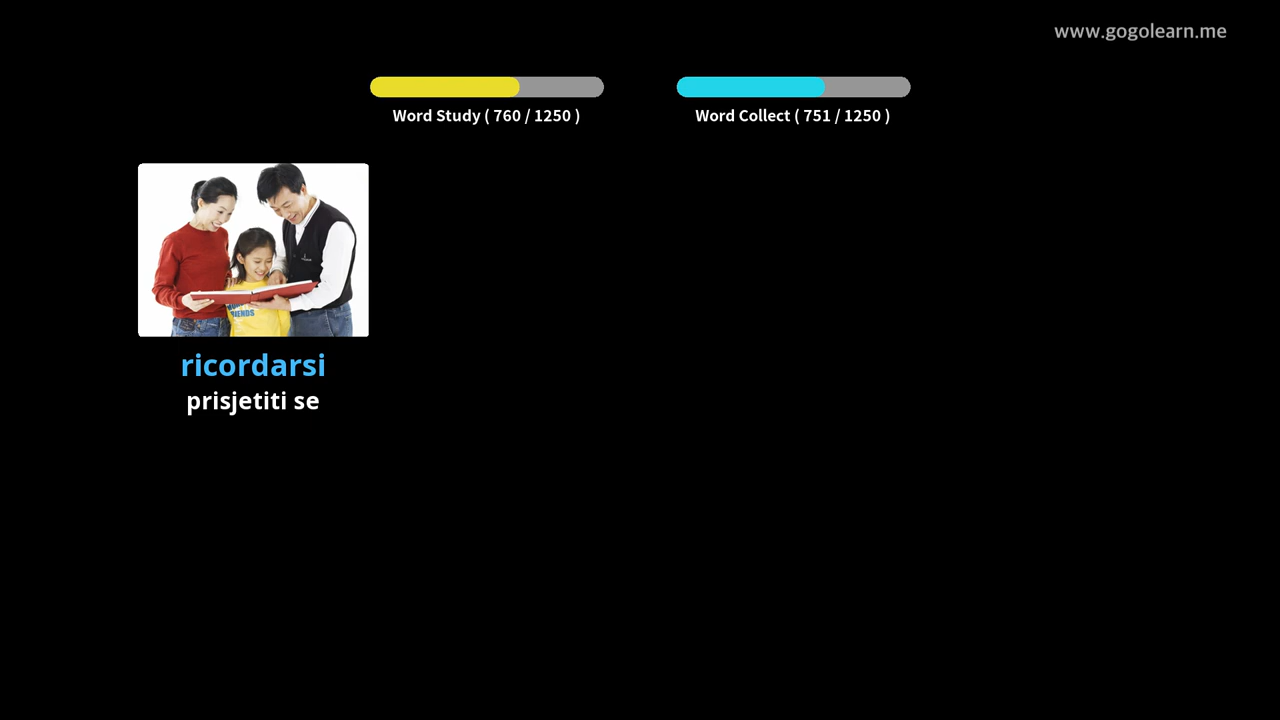 www.gogolearn.me
Word Study ( 760 / 1250 )
Word Collect ( 751 / 1250 )
ricordarsi
prisjetiti se